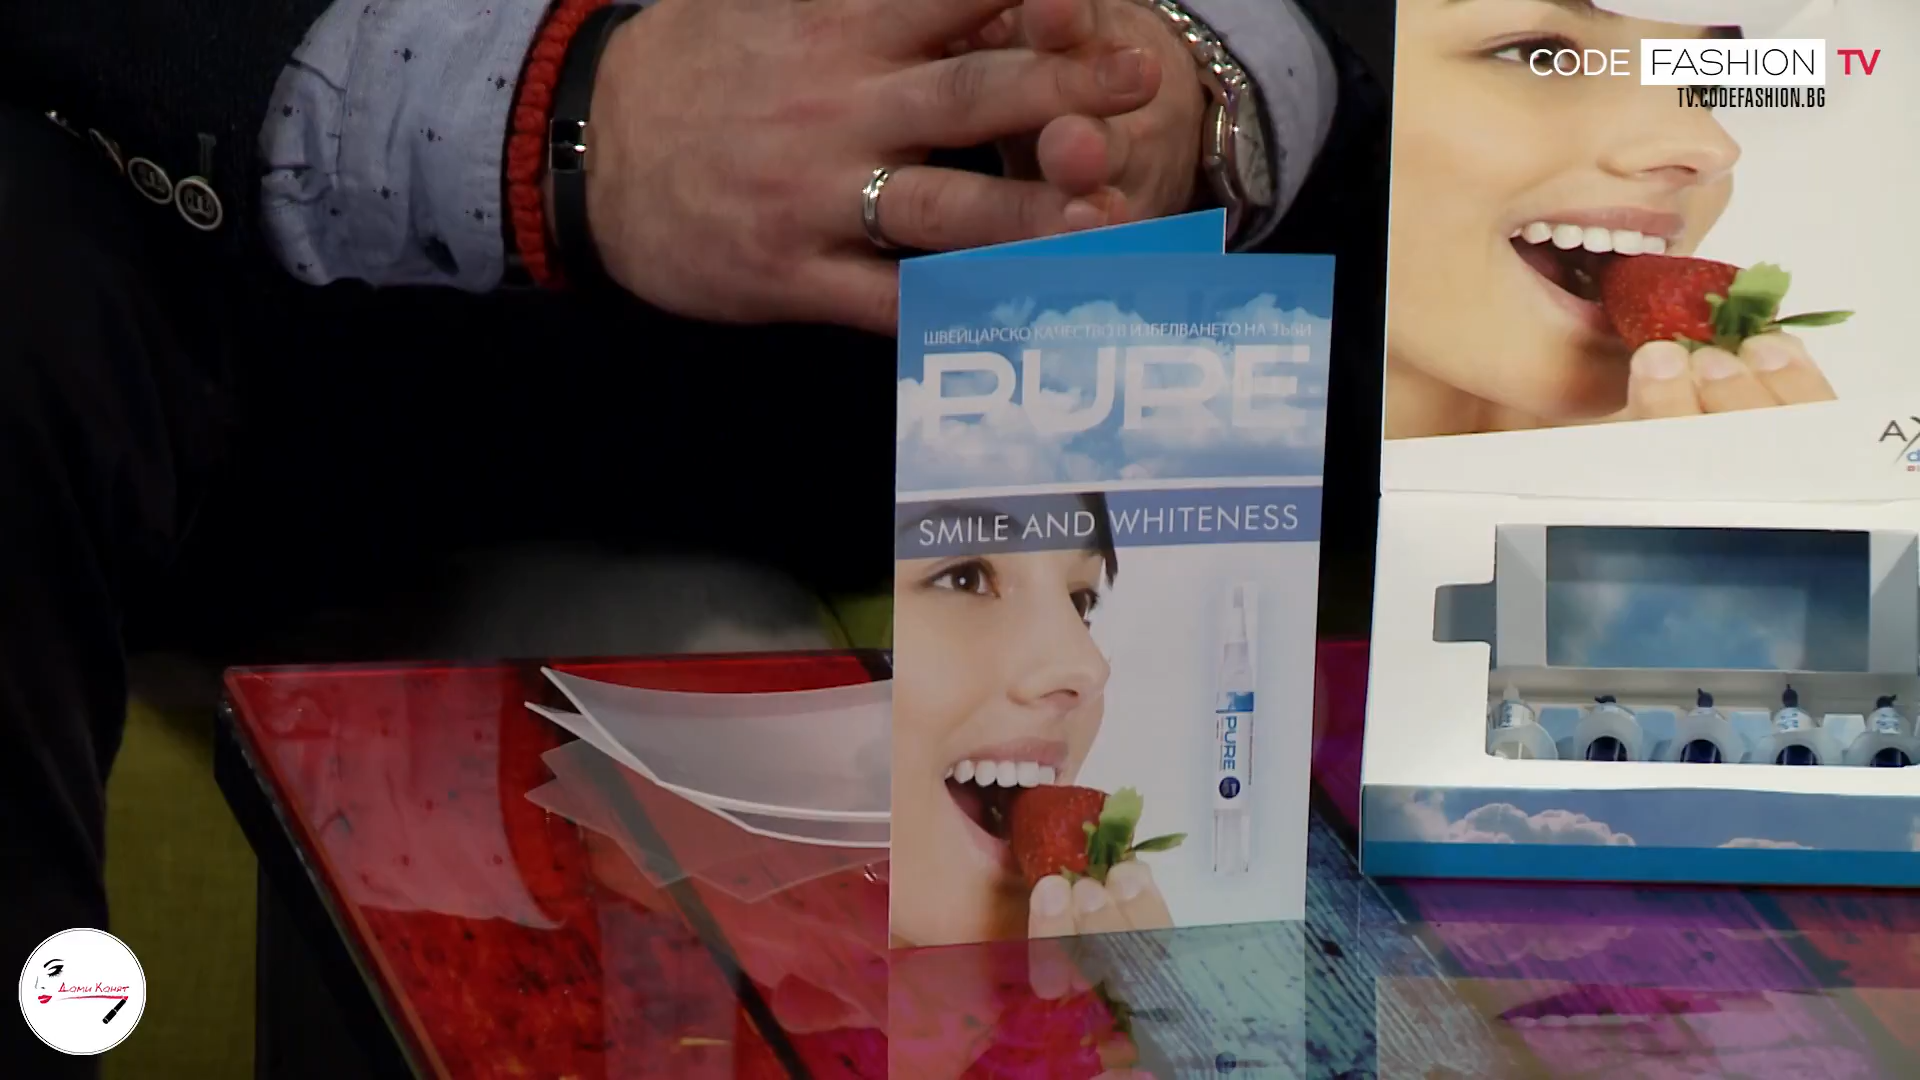 CODE FASHION TV
TV.CODEFASHION.BG
ШВЕЙЦАРСКО КАЧЕСТВО В ИЗБЕЛВАНЕТО НА ЗЪБИ
PURE
SMILE AND WHITENESS
PURE
Доми Конят